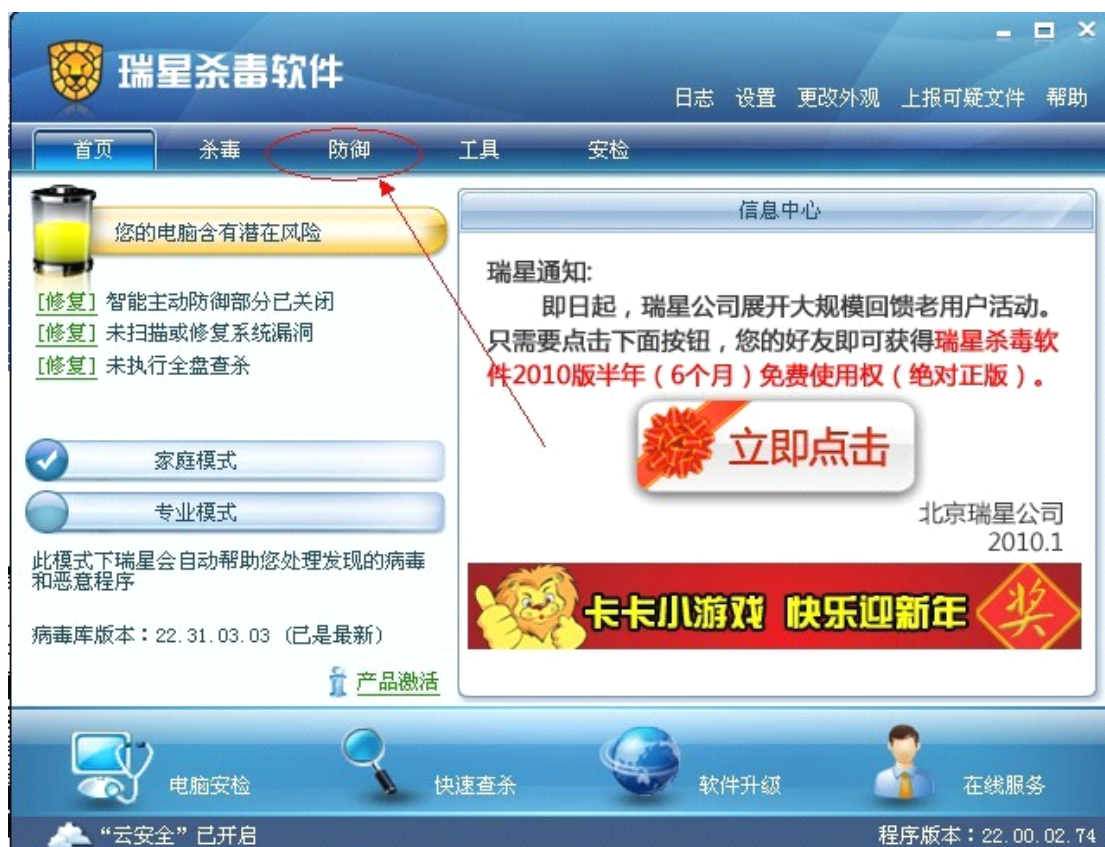 瑞星杀毒软件
日志 设置 更改外观 上报可疑文件 帮助
首页 杀毒 防御 工具 安检
您的电脑含有潜在风险
[修复] 智能主动防御部分已关闭
[修复] 未扫描或修复系统漏洞
[修复] 未执行全盘查杀
家庭模式
专业模式
此模式下瑞星会自动帮助您处理发现的病毒
和恶意程序
病毒库版本：22.31.03.03 (已是最新)
产品激活
信息中心
瑞星通知:
即日起，瑞星公司展开大规模回馈老用户活动。
只需要点击下面按钮，您的好友即可获得瑞星杀毒软
件2010版半年（6个月）免费使用权（绝对正版）。
立即点击
北京瑞星公司
2010.1
卡卡小游戏 快乐迎新年 奖
电脑安检 快速查杀 软件升级 在线服务
“云安全”已开启 程序版本：22.00.02.74